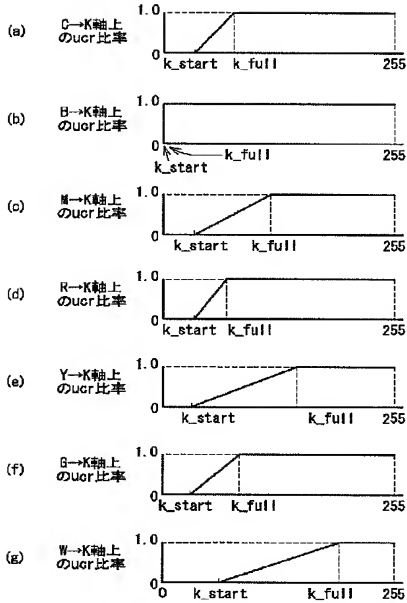 (a) C→K軸上
のucr比率
1.0
0
k_start k_full 255
(b) B→K軸上
のucr比率
1.0
0
k_full 255
k_start
(c) M→K軸上
のucr比率
1.0
0
k_start k_full 255
(d) R→K軸上
のucr比率
1.0
0
k_start k_full 255
(e) Y→K軸上
のucr比率
1.0
0
k_start k_full 255
(f) G→K軸上
のucr比率
1.0
0
k_start k_full 255
(g) W→K軸上
のucr比率
1.0
0
0 k_start k_full 255